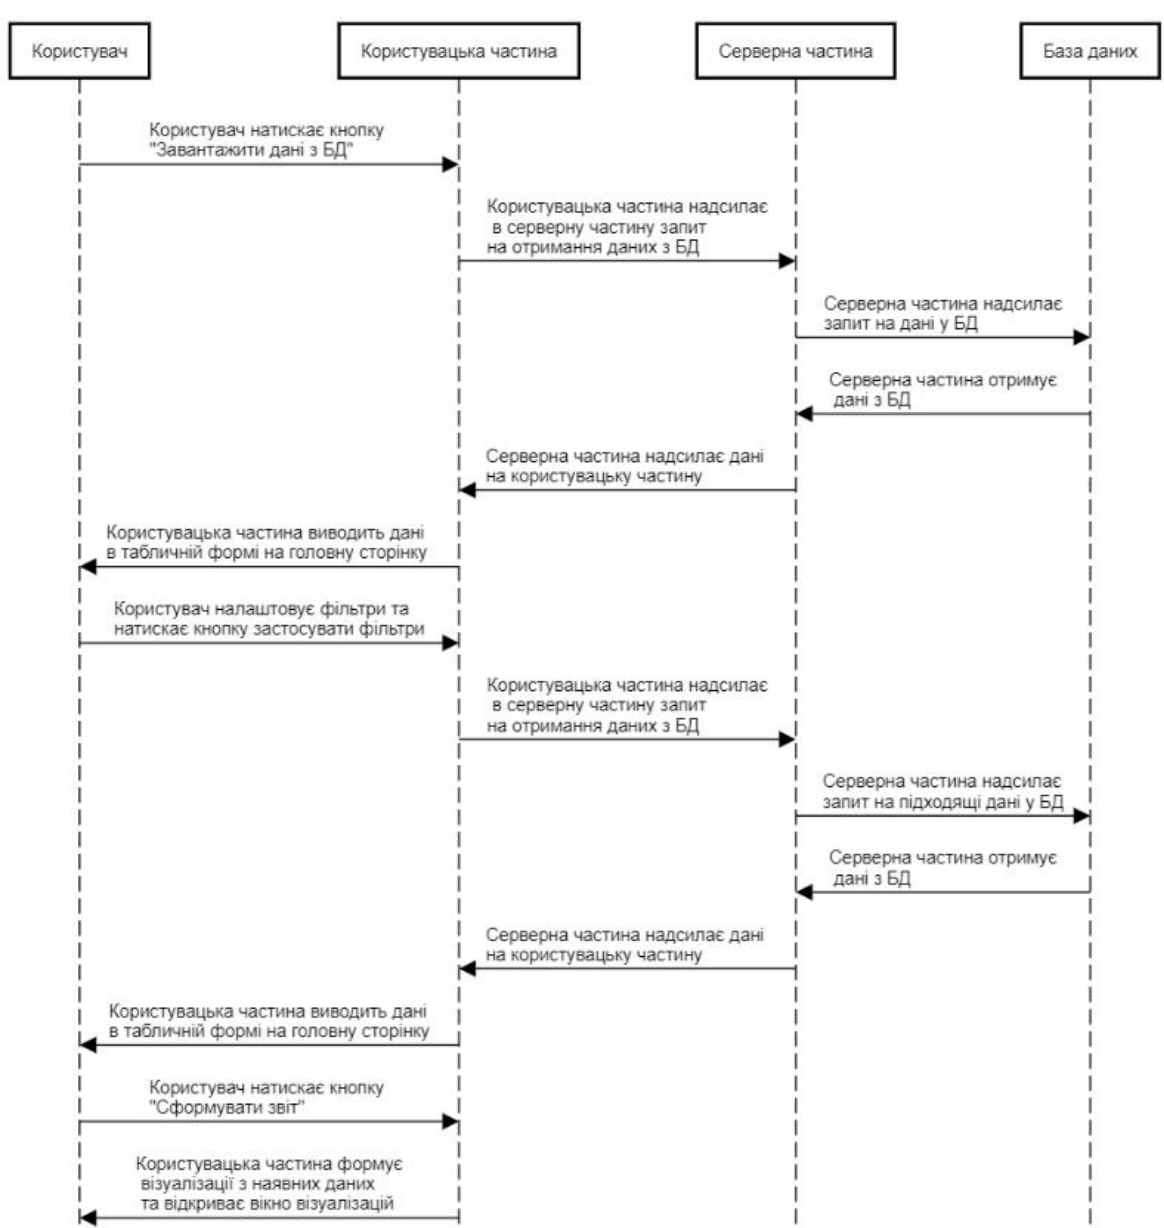 Користувач
Користувацька частина
Серверна частина
База даних
Користувач натискає кнопку
"Завантажити дані з БД"
Користувацька частина надсилає
в серверну частину запит
на отримання даних з БД
Серверна частина надсилає
запит на дані у БД
Серверна частина отримує
дані з БД
Серверна частина надсилає дані
на користувацьку частину
Користувацька частина виводить дані
в табличній формі на головну сторінку
Користувач налаштовує фільтри та
натискає кнопку застосувати фільтри
Користувацька частина надсилає
в серверну частину запит
на отримання даних з БД
Серверна частина надсилає
запит на підходящі дані у БД
Серверна частина отримує
дані з БД
Серверна частина надсилає дані
на користувацьку частину
Користувацька частина виводить дані
в табличній формі на головну сторінку
Користувач натискає кнопку
"Сформувати звіт"
Користувацька частина формує
візуалізації з наявних даних
та відкриває вікно візуалізацій